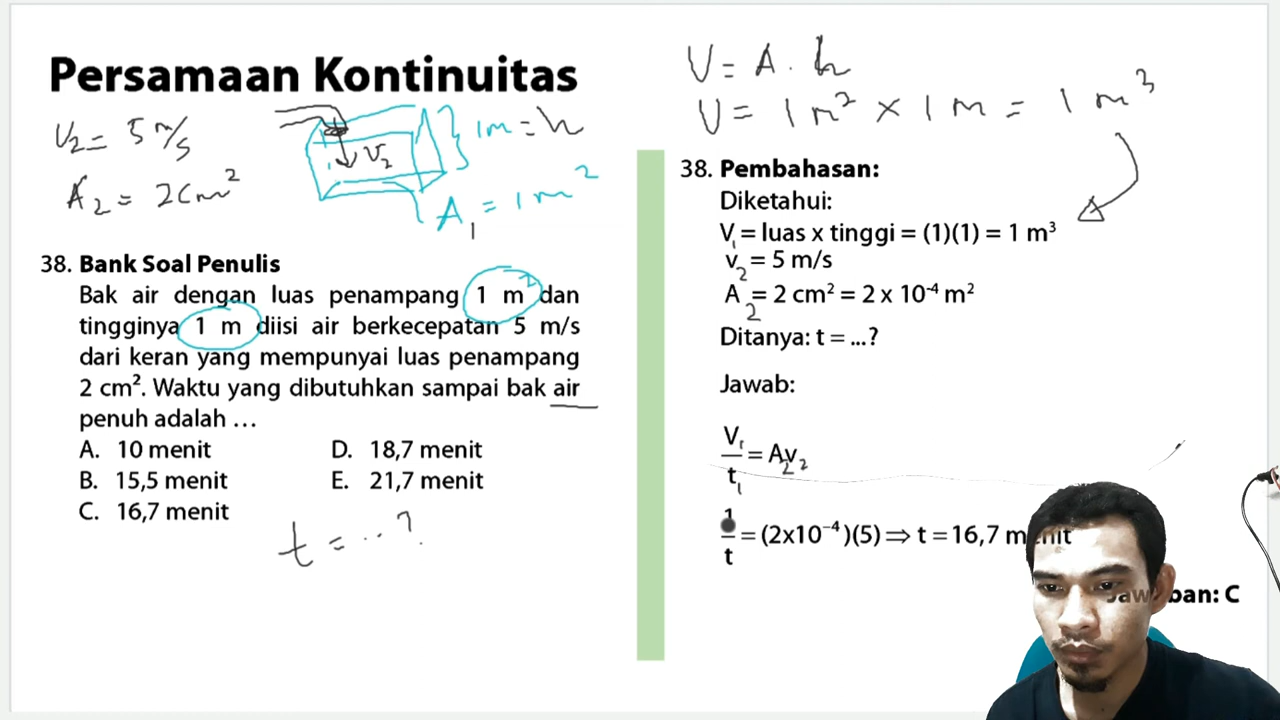 Persamaan Kontinuitas
V₂ = 5 m/s
A₂ = 2 cm²
V₂
1 m = h
A₁ = 1 m²
38. Bank Soal Penulis
Bak air dengan luas penampang 1 m² dan
tingginya 1 m diisi air berkecepatan 5 m/s
dari keran yang mempunyai luas penampang
2 cm². Waktu yang dibutuhkan sampai bak air
penuh adalah ...
A. 10 menit
B. 15,5 menit
C. 16,7 menit
D. 18,7 menit
E. 21,7 menit
t = ...?
V = A . h
V = 1 m² x 1 m = 1 m³
38. Pembahasan:
Diketahui:
V₁ = luas x tinggi = (1)(1) = 1 m³
v₂ = 5 m/s
A₂ = 2 cm² = 2 x 10⁻⁴ m²
Ditanya: t = ...?
Jawab:
V₁/t₁ = A₂v₂
1/t = (2x10⁻⁴)(5) ⇒ t = 16,7 menit
Jawaban: C